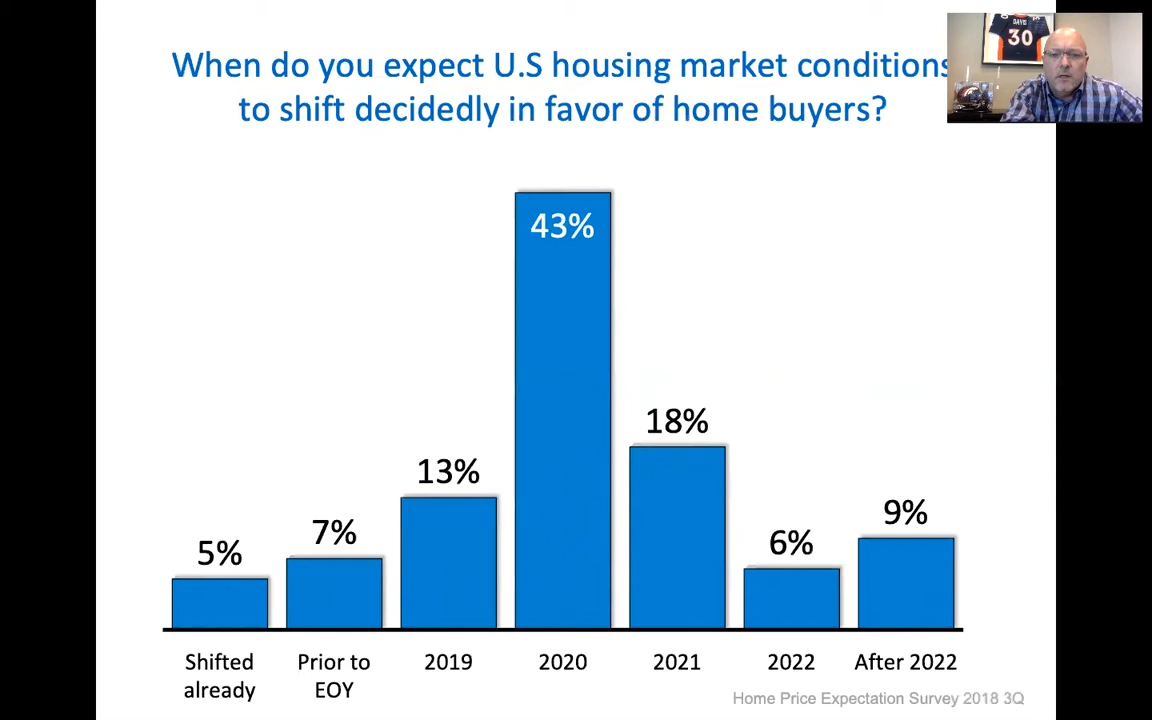 When do you expect U.S housing market conditions
to shift decidedly in favor of home buyers?
DAVIS
30
43%
18%
13%
9%
7%
6%
5%
Shifted
already
Prior to
EOY
2019
2020
2021
2022
After 2022
Home Price Expectation Survey 2018 3Q